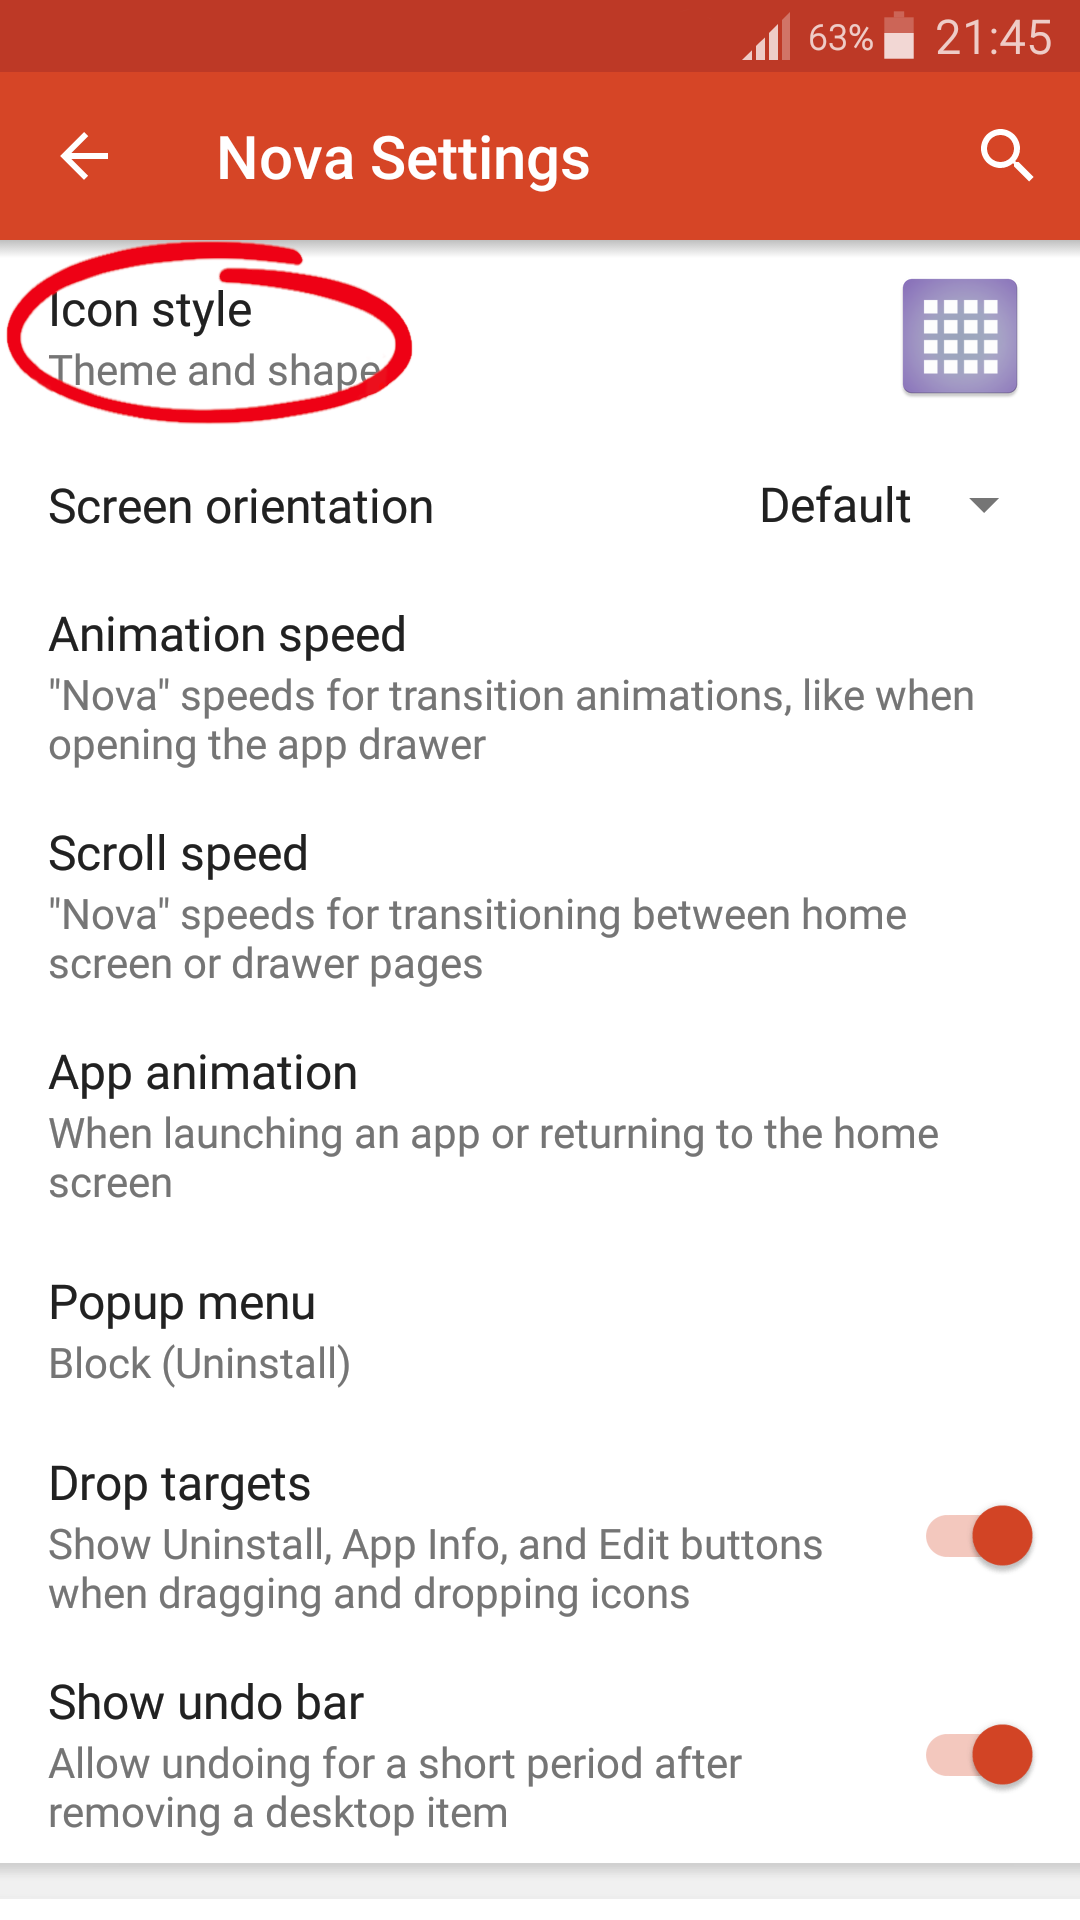 63% 21:45
Nova Settings
Icon style
Theme and shape
Screen orientation Default
Animation speed
"Nova" speeds for transition animations, like when
opening the app drawer
Scroll speed
"Nova" speeds for transitioning between home
screen or drawer pages
App animation
When launching an app or returning to the home
screen
Popup menu
Block (Uninstall)
Drop targets
Show Uninstall, App Info, and Edit buttons
when dragging and dropping icons
Show undo bar
Allow undoing for a short period after
removing a desktop item